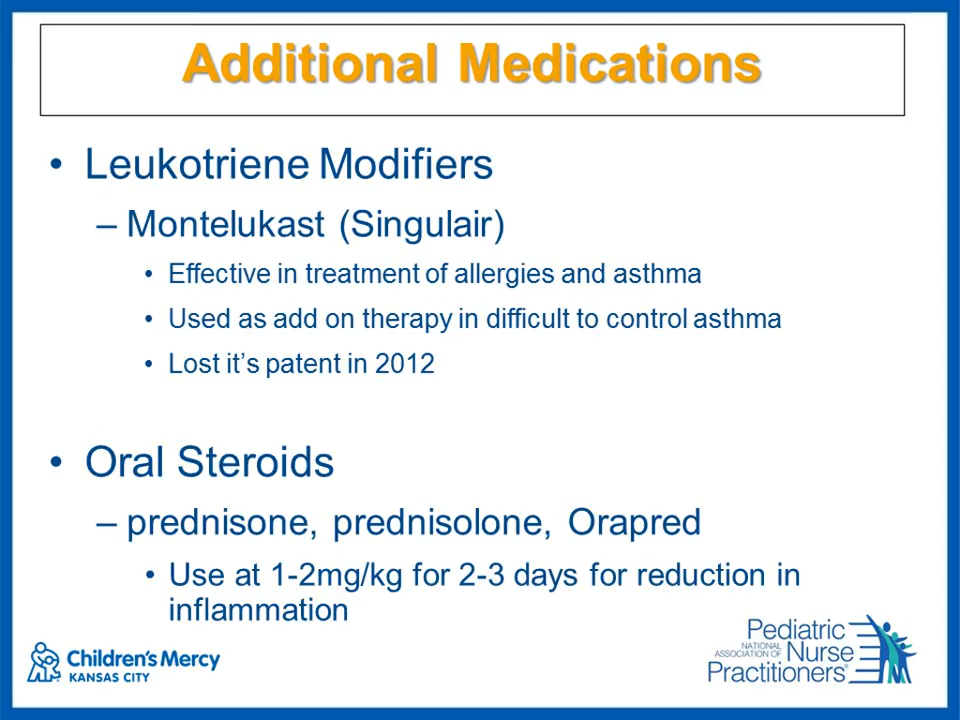 Additional Medications
• Leukotriene Modifiers
– Montelukast (Singulair)
• Effective in treatment of allergies and asthma
• Used as add on therapy in difficult to control asthma
• Lost it’s patent in 2012
• Oral Steroids
– prednisone, prednisolone, Orapred
• Use at 1-2mg/kg for 2-3 days for reduction in
inflammation
Children's Mercy
KANSAS CITY
Pediatric
NATIONAL
ASSOCIATION OF
Nurse
Practitioners®